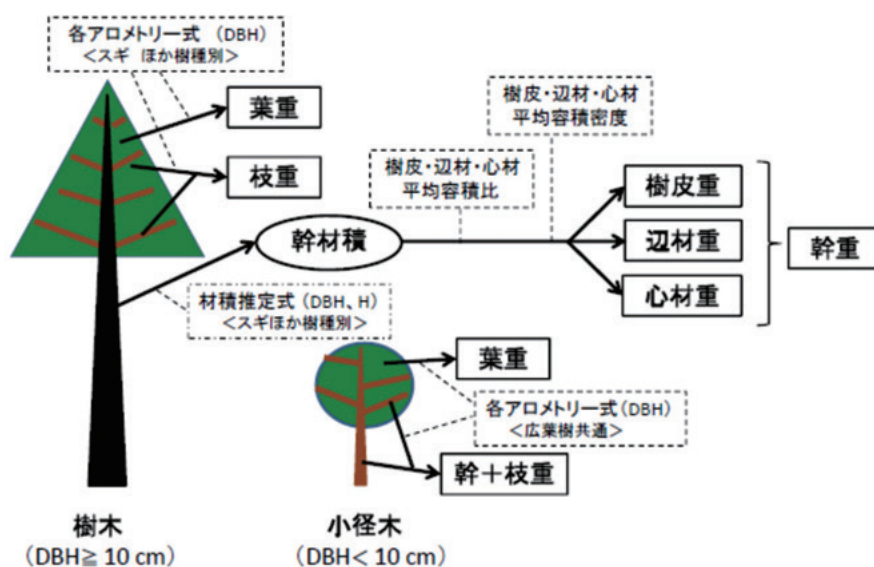 各アロメトリー式 (DBH)
＜スギ ほか樹種別＞
葉重
枝重
樹皮・辺材・心材
平均容積密度
樹皮・辺材・心材
平均容積比
樹皮重
辺材重
心材重
幹重
幹材積
材積推定式 (DBH、H)
＜スギほか樹種別＞
葉重
各アロメトリー式 (DBH)
＜広葉樹共通＞
幹＋枝重
樹木
(DBH≧ 10 cm)
小径木
(DBH< 10 cm)